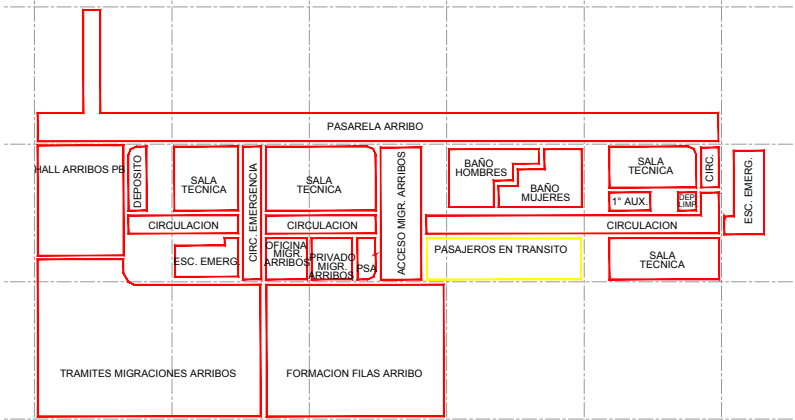 PASARELA ARRIBO
HALL ARRIBOS PB
DEPOSITO
SALA
TECNICA
CIRC. EMERGENCIA
SALA
TECNICA
ACCESO MIGR. ARRIBOS
BAÑO
HOMBRES
BAÑO
MUJERES
SALA
TECNICA
CIRC.
ESC. EMERG.
1° AUX.
DEP
LIMP
CIRCULACION
CIRCULACION
CIRCULACION
ESC. EMERG.
OFICINA
MIGR.
ARRIBOS
PRIVADO
MIGR.
ARRIBOS
PSA
PASAJEROS EN TRANSITO
SALA
TECNICA
TRAMITES MIGRACIONES ARRIBOS
FORMACION FILAS ARRIBO